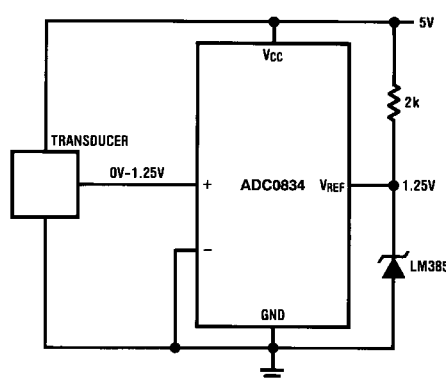 5V
VCC
2k
TRANSDUCER
0V–1.25V
+
ADC0834
VREF
1.25V
−
LM385
GND